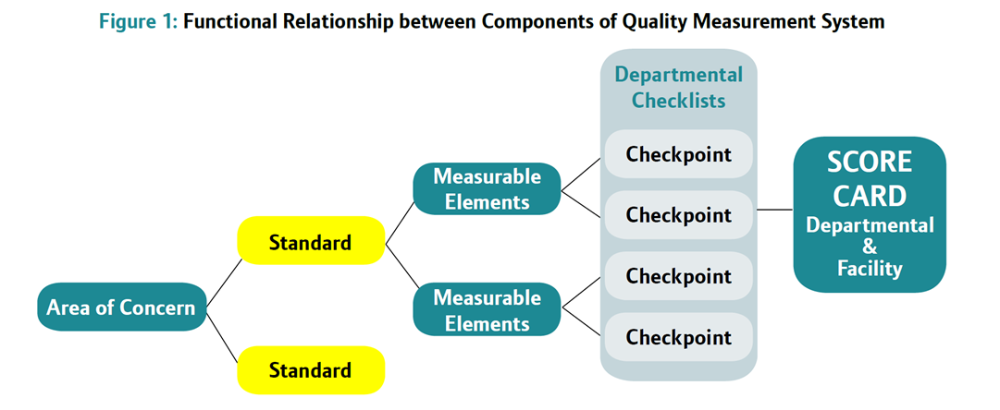 Figure 1: Functional Relationship between Components of Quality Measurement System
Departmental
Checklists
Checkpoint
Checkpoint
Checkpoint
Checkpoint
Measurable
Elements
Measurable
Elements
Standard
Standard
Area of Concern
SCORE
CARD
Departmental
&
Facility